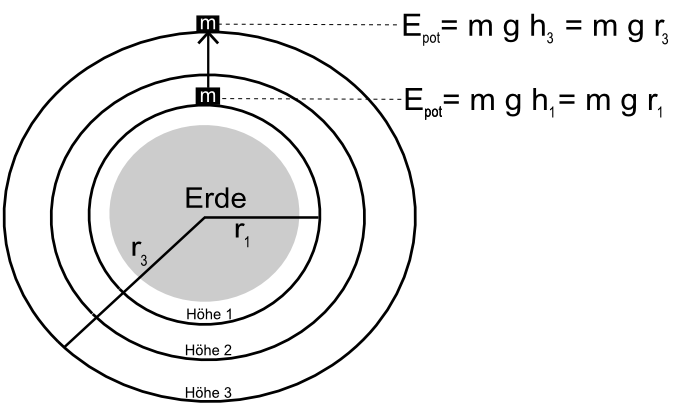 m
E_pot = m g h_3 = m g r_3
m
E_pot = m g h_1 = m g r_1
Erde
r_1
r_3
Höhe 1
Höhe 2
Höhe 3